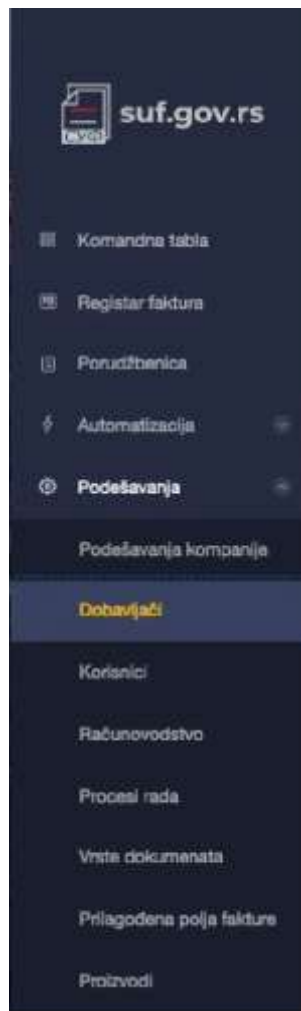 suf.gov.rs
Komandna tabla
Registar faktura
Porudžbenica
Automatizacija
Podešavanja
Podešavanja kompanije
Dobavljači
Korisnici
Računovodstvo
Procesi rada
Vrste dokumenata
Prilagođena polja fakture
Proizvodi